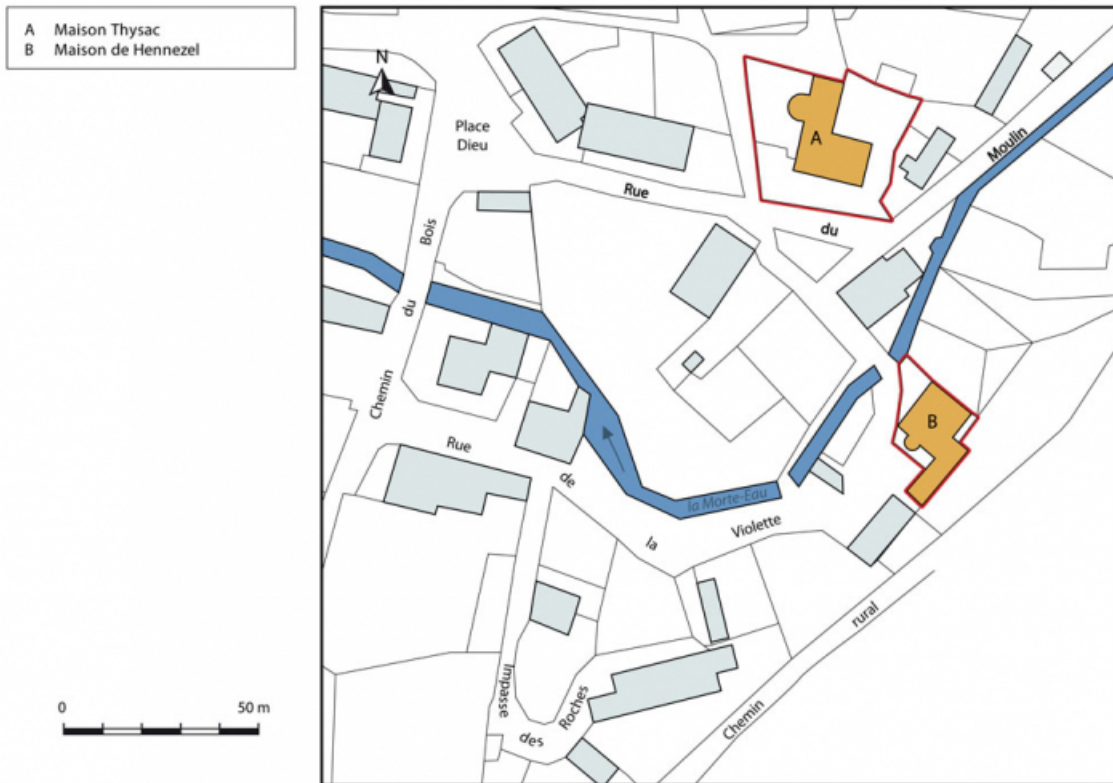 A Maison Thysac
B Maison de Hennezel
N
Place
Dieu
A
Moulin
Rue
du
Bois
du
Chemin
B
Rue
de
la
la Morte-Eau
Violette
rural
Chemin
Impasse
des
Roches
0 50 m